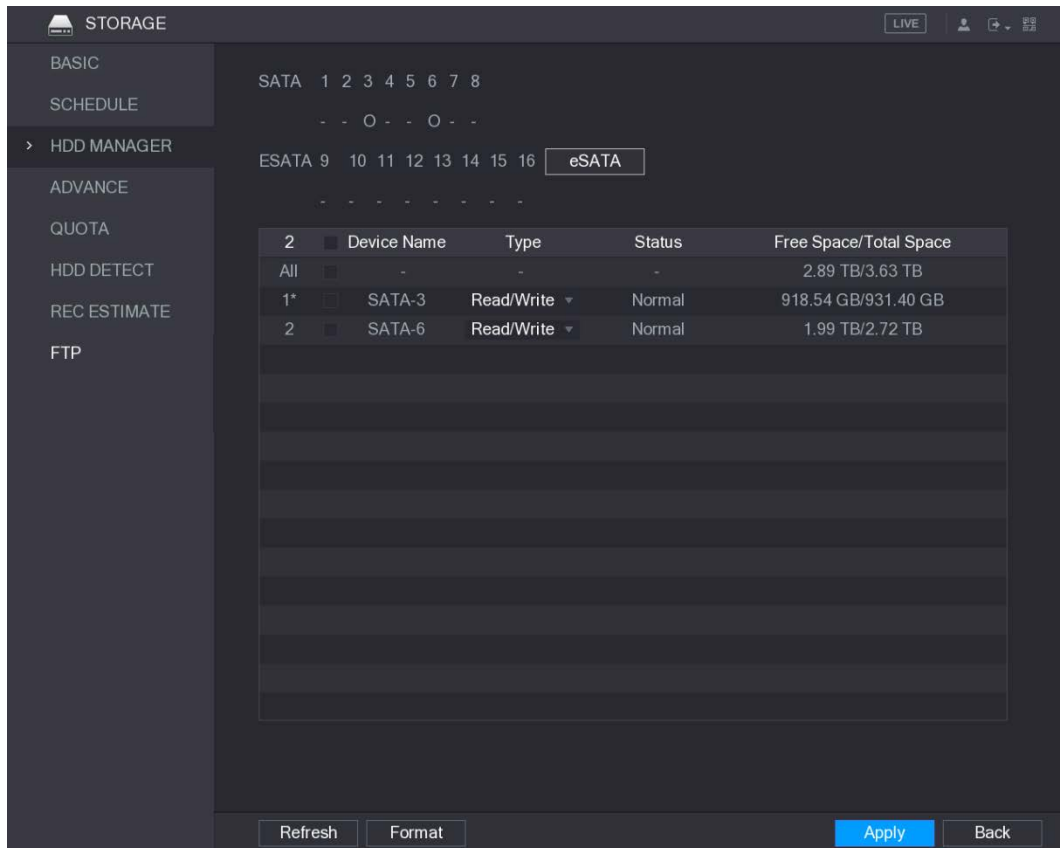 STORAGE LIVE
BASIC
SCHEDULE
> HDD MANAGER
ADVANCE
QUOTA
HDD DETECT
REC ESTIMATE
FTP
SATA 1 2 3 4 5 6 7 8
- - O - - O - -
ESATA 9 10 11 12 13 14 15 16 eSATA
- - - - - - - -
2 Device Name Type Status Free Space/Total Space
All - - - 2.89 TB/3.63 TB
1* SATA-3 Read/Write Normal 918.54 GB/931.40 GB
2 SATA-6 Read/Write Normal 1.99 TB/2.72 TB
Refresh Format Apply Back